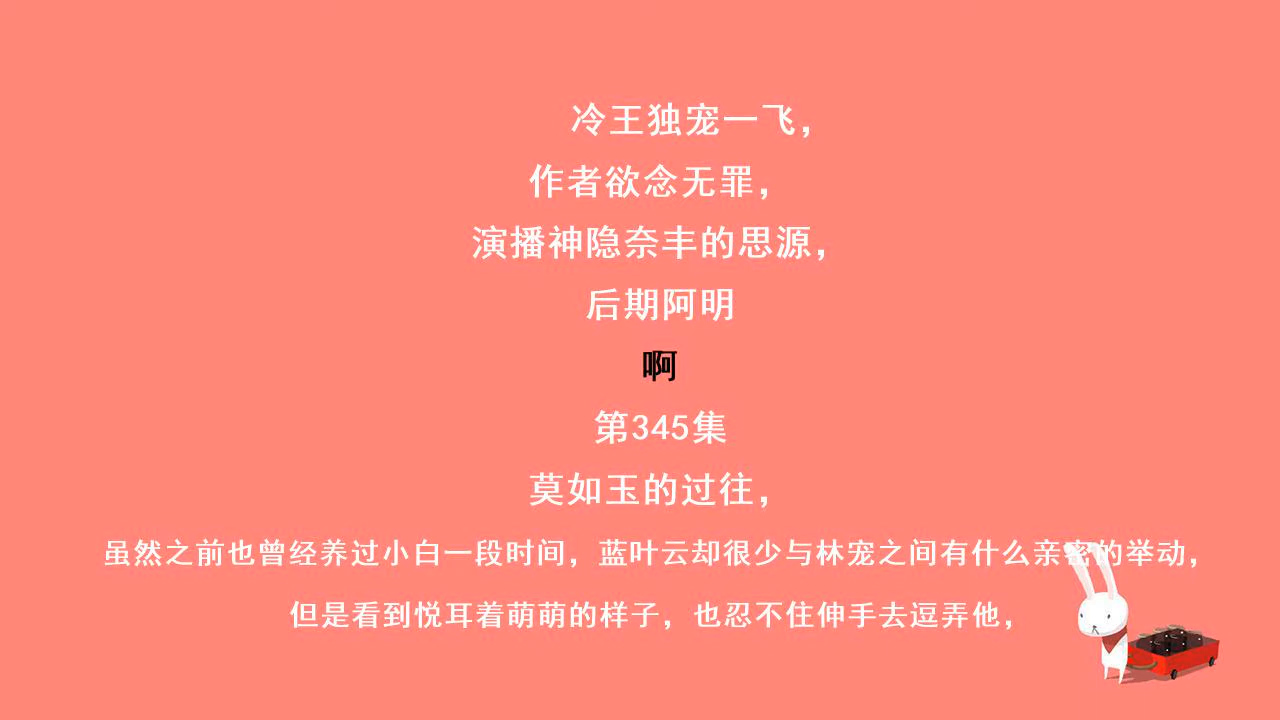 冷王独宠一飞，
作者欲念无罪，
演播神隐奈丰的思源，
后期阿明
啊
第345集
莫如玉的过往，
虽然之前也曾经养过小白一段时间，蓝叶云却很少与林宠之间有什么亲密的举动，
但是看到悦耳着萌萌的样子，也忍不住伸手去逗弄他，